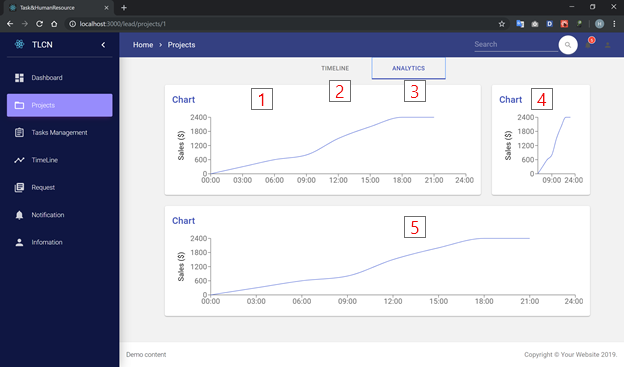 Task&HumanResource
localhost:3000/lead/projects/1
TLCN
Home > Projects
Search
TIMELINE
ANALYTICS
Dashboard
Projects
Tasks Management
TimeLine
Request
Notification
Infomation
Chart
1
2
3
Sales ($)
2400
1800
1200
600
0
00:00 03:00 06:00 09:00 12:00 15:00 18:00 21:00 24:00
Chart
4
Sales ($)
2400
1800
1200
600
0
09:00 24:00
Chart
5
Sales ($)
2400
1800
1200
600
0
00:00 03:00 06:00 09:00 12:00 15:00 18:00 21:00 24:00
Demo content
Copyright © Your Website 2019.